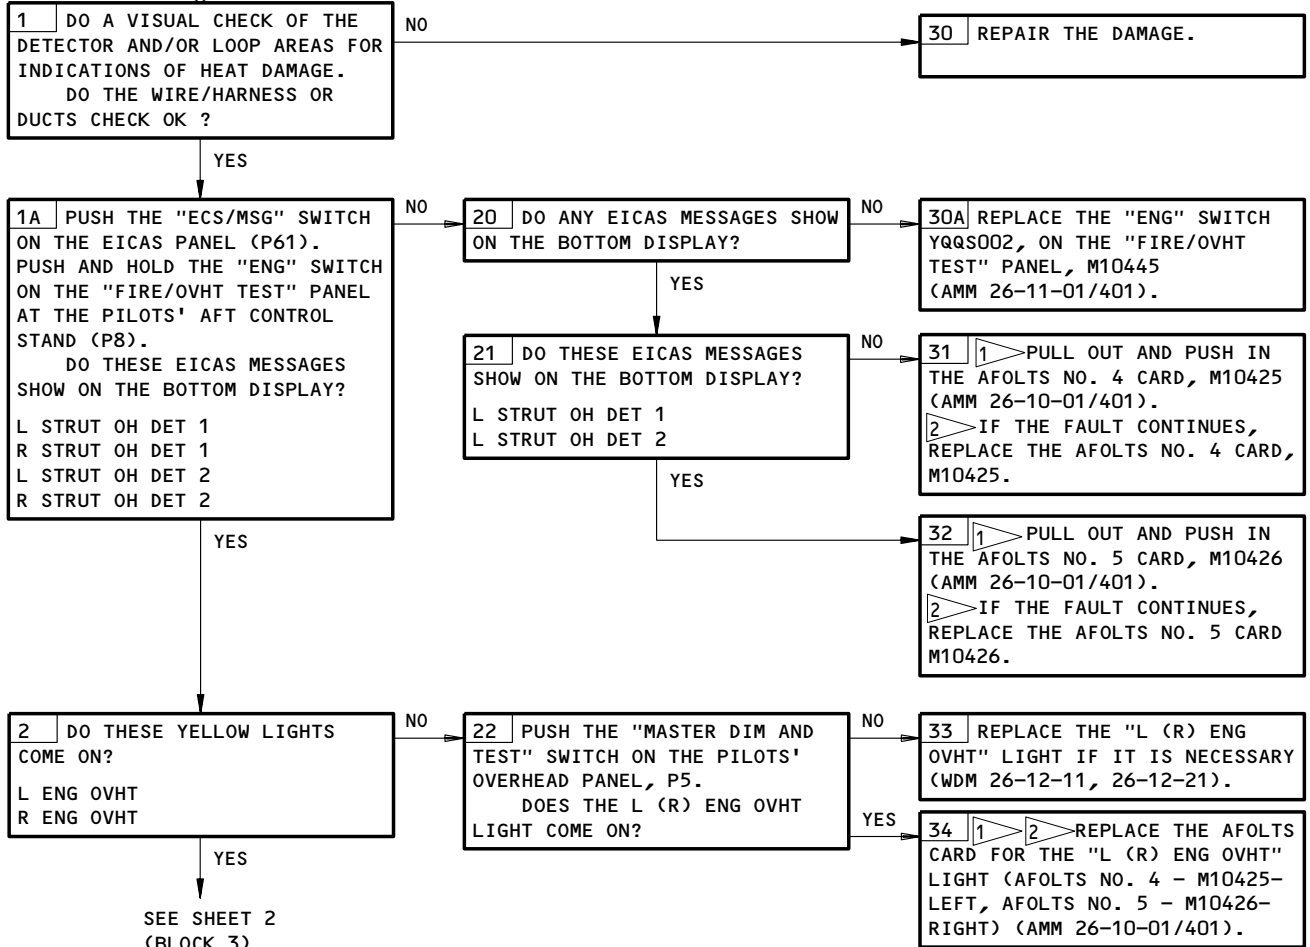 1 DO A VISUAL CHECK OF THE
DETECTOR AND/OR LOOP AREAS FOR
INDICATIONS OF HEAT DAMAGE.
DO THE WIRE/HARNESS OR
DUCTS CHECK OK ?
NO
30 REPAIR THE DAMAGE.
YES
1A PUSH THE "ECS/MSG" SWITCH
ON THE EICAS PANEL (P61).
PUSH AND HOLD THE "ENG" SWITCH
ON THE "FIRE/OVHT TEST" PANEL
AT THE PILOTS' AFT CONTROL
STAND (P8).
DO THESE EICAS MESSAGES
SHOW ON THE BOTTOM DISPLAY?
L STRUT OH DET 1
R STRUT OH DET 1
L STRUT OH DET 2
R STRUT OH DET 2
NO
20 DO ANY EICAS MESSAGES SHOW
ON THE BOTTOM DISPLAY?
NO
30A REPLACE THE "ENG" SWITCH
YQQS002, ON THE "FIRE/OVHT
TEST" PANEL, M10445
(AMM 26-11-01/401).
YES
21 DO THESE EICAS MESSAGES
SHOW ON THE BOTTOM DISPLAY?
L STRUT OH DET 1
L STRUT OH DET 2
NO
31 1 PULL OUT AND PUSH IN
THE AFOLTS NO. 4 CARD, M10425
(AMM 26-10-01/401).
2 IF THE FAULT CONTINUES,
REPLACE THE AFOLTS NO. 4 CARD,
M10425.
YES
32 1 PULL OUT AND PUSH IN
THE AFOLTS NO. 5 CARD, M10426
(AMM 26-10-01/401).
2 IF THE FAULT CONTINUES,
REPLACE THE AFOLTS NO. 5 CARD
M10426.
YES
2 DO THESE YELLOW LIGHTS
COME ON?
L ENG OVHT
R ENG OVHT
NO
22 PUSH THE "MASTER DIM AND
TEST" SWITCH ON THE PILOTS'
OVERHEAD PANEL, P5.
DOES THE L (R) ENG OVHT
LIGHT COME ON?
NO
33 REPLACE THE "L (R) ENG
OVHT" LIGHT IF IT IS NECESSARY
(WDM 26-12-11, 26-12-21).
YES
34 1 2 REPLACE THE AFOLTS
CARD FOR THE "L (R) ENG OVHT"
LIGHT (AFOLTS NO. 4 - M10425-
LEFT, AFOLTS NO. 5 - M10426-
RIGHT) (AMM 26-10-01/401).
YES
SEE SHEET 2
(BLOCK 3)